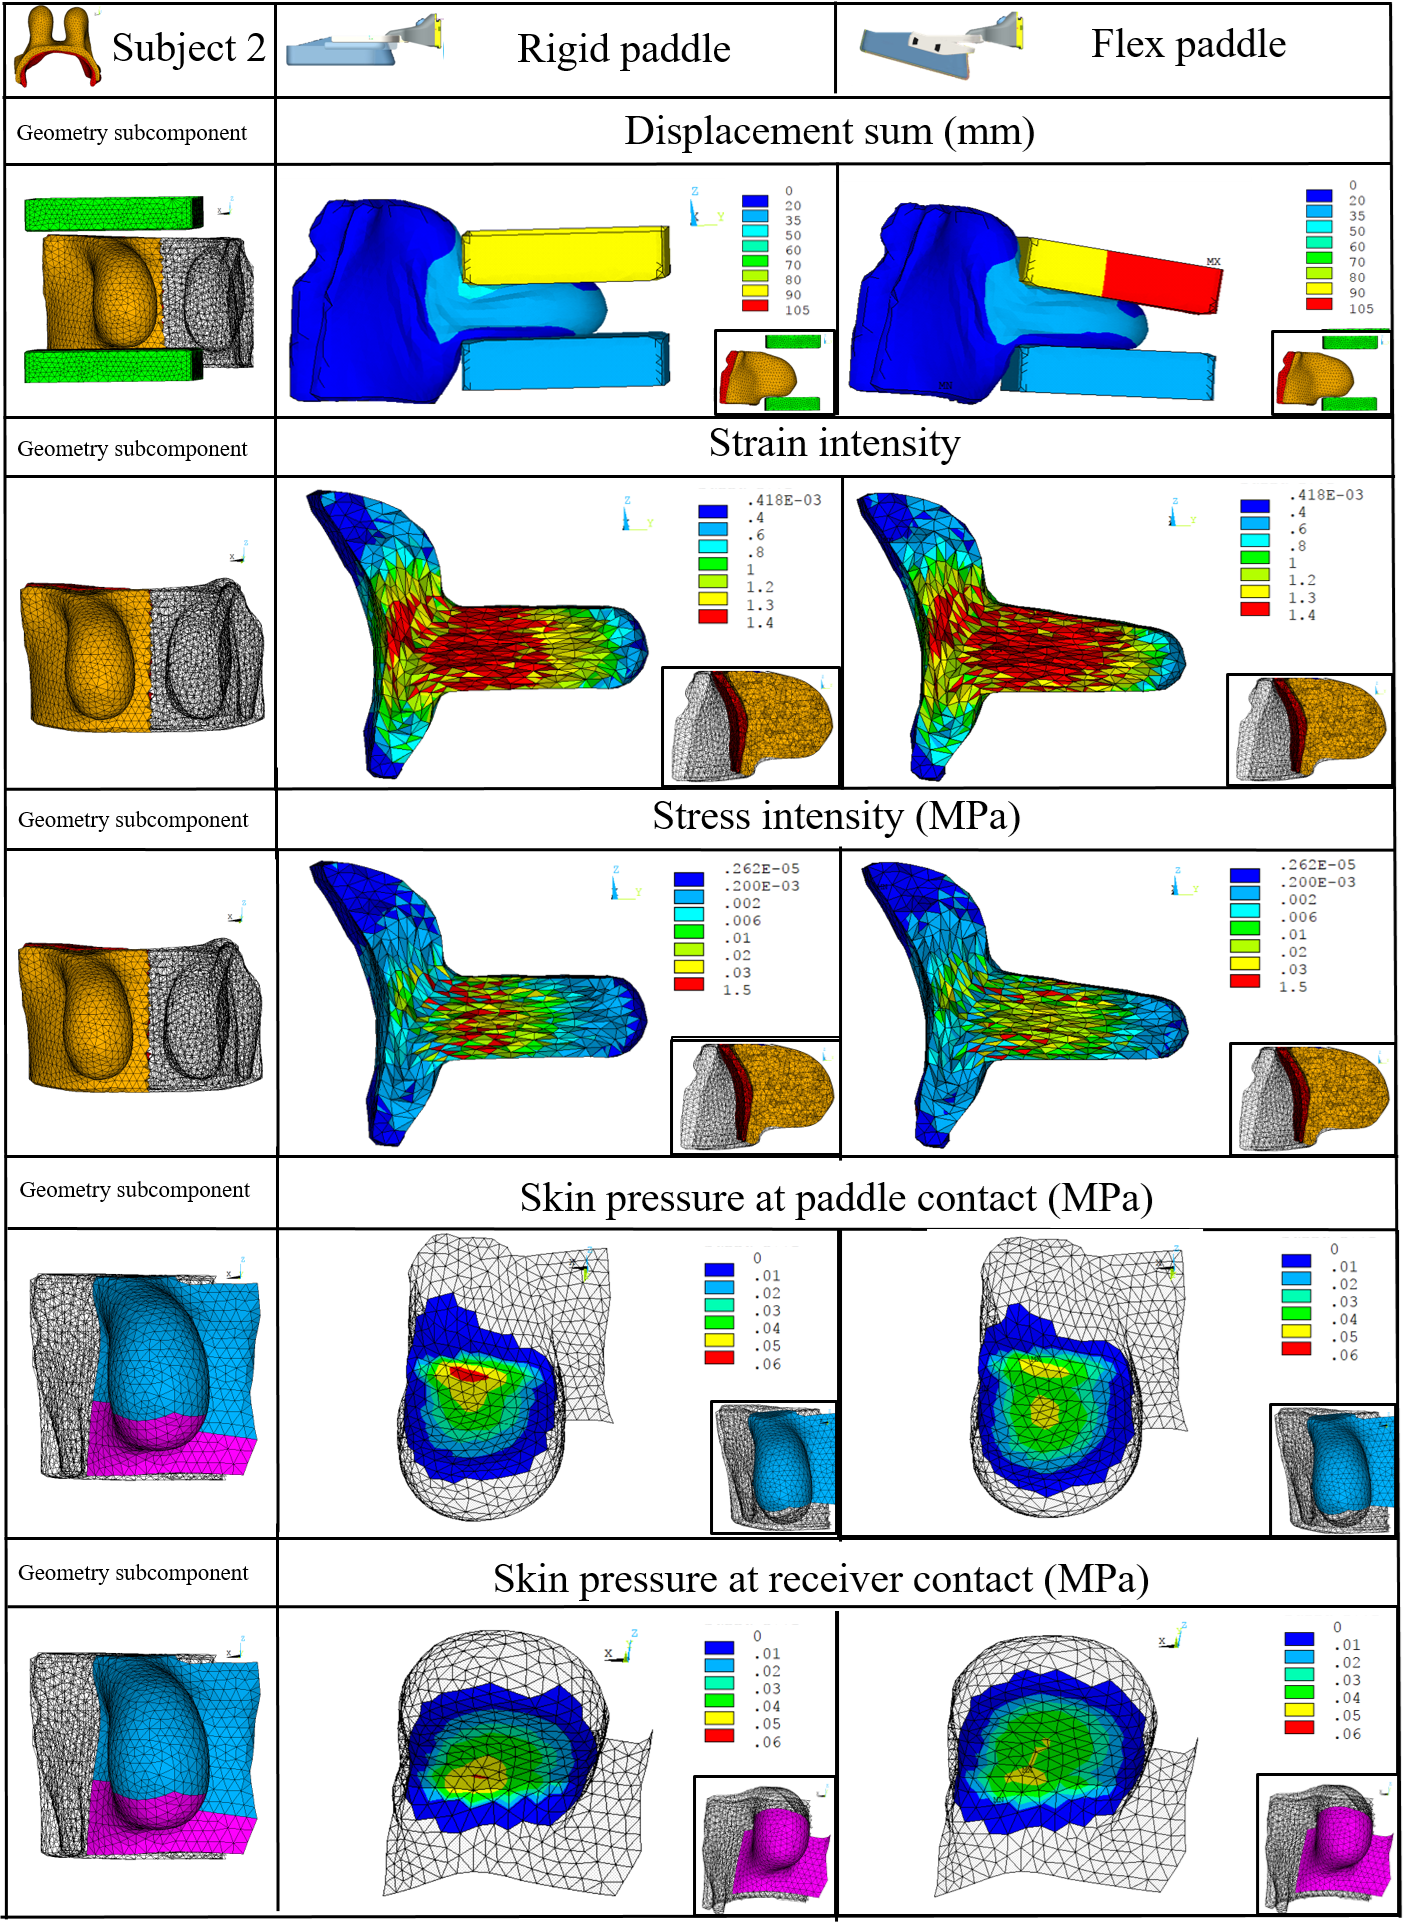 Subject 2
Rigid paddle
Flex paddle
Geometry subcomponent
Displacement sum (mm)
Z
Y
0
20
35
50
60
70
80
90
105
MX
0
20
35
50
60
70
80
90
105
Geometry subcomponent
Strain intensity
Z
Y
.418E-03
.4
.6
.8
1
1.2
1.3
1.4
Z
Y
.418E-03
.4
.6
.8
1
1.2
1.3
1.4
Geometry subcomponent
Stress intensity (MPa)
Z
Y
.262E-05
.200E-03
.002
.006
.01
.02
.03
1.5
Z
Y
.262E-05
.200E-03
.002
.006
.01
.02
.03
1.5
Geometry subcomponent
Skin pressure at paddle contact (MPa)
0
.01
.02
.03
.04
.05
.06
0
.01
.02
.03
.04
.05
.06
Geometry subcomponent
Skin pressure at receiver contact (MPa)
X
Z
0
.01
.02
.03
.04
.05
.06
X
Z
0
.01
.02
.03
.04
.05
.06